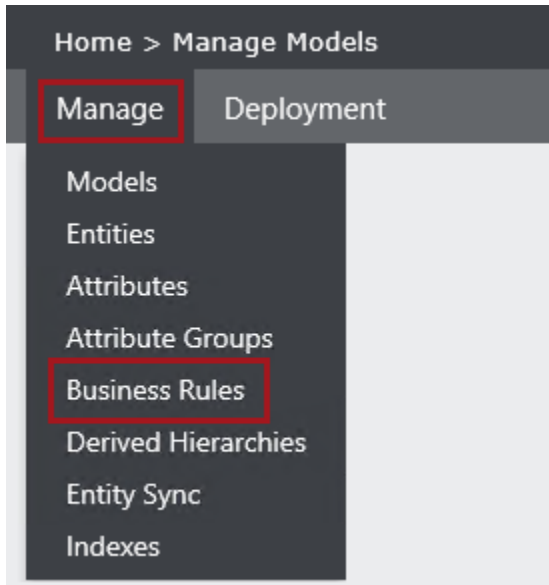 Home > Manage Models
Manage Deployment
Models
Entities
Attributes
Attribute Groups
Business Rules
Derived Hierarchies
Entity Sync
Indexes